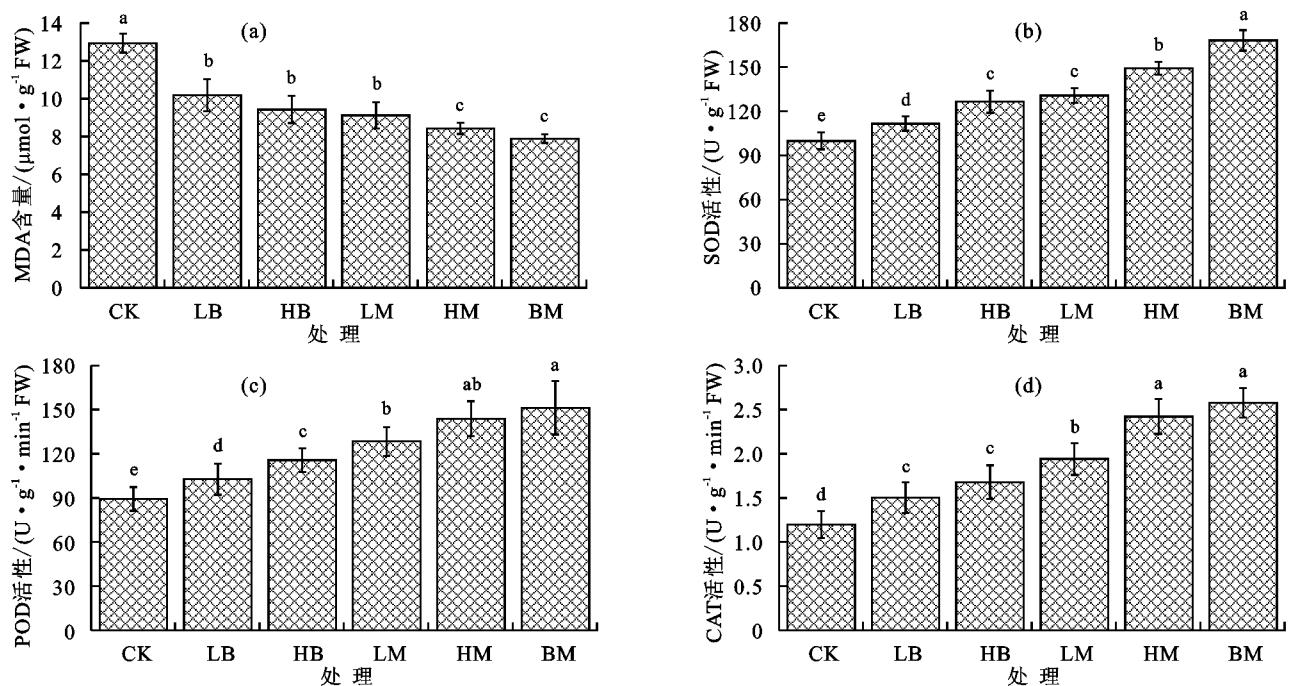 (a)
MDA含量/(μmol·g⁻¹ FW)
14
12
10
8
6
4
2
0
a
b
b
b
c
c
CK LB HB LM HM BM
处 理
(b)
SOD活性/(U·g⁻¹ FW)
180
150
120
90
60
30
0
e
d
c
c
b
a
CK LB HB LM HM BM
处 理
(c)
POD活性/(U·g⁻¹·min⁻¹ FW)
180
150
120
90
60
30
0
e
d
c
b
ab
a
CK LB HB LM HM BM
处 理
(d)
CAT活性/(U·g⁻¹·min⁻¹ FW)
3.0
2.5
2.0
1.5
1.0
0.5
0
d
c
c
b
a
a
CK LB HB LM HM BM
处 理